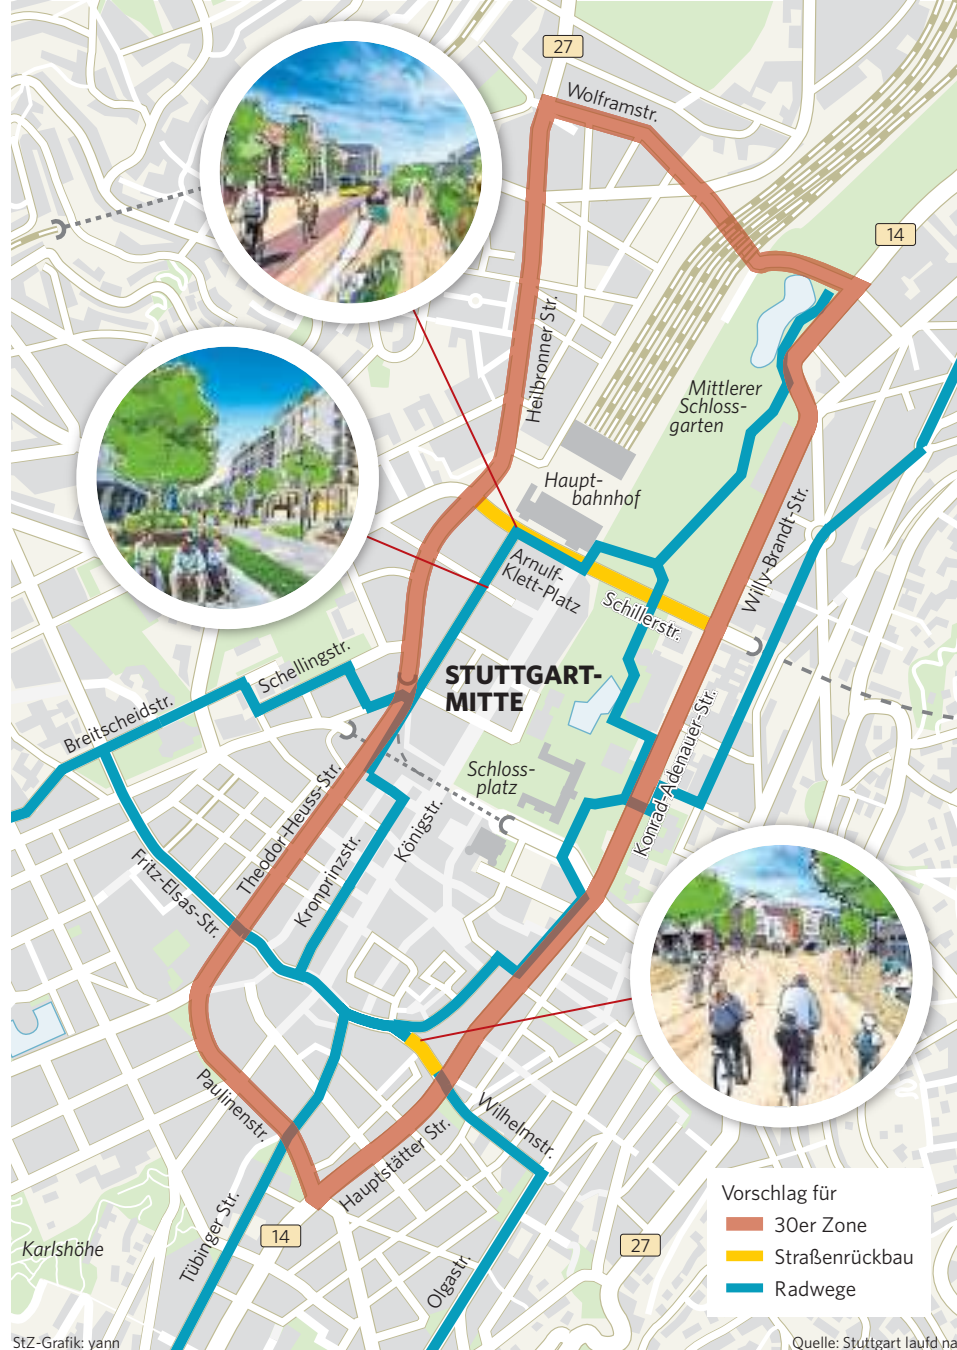 27
Wolframstr.
14
Heilbronner Str.
Mittlerer
Schloss-
garten
Haupt-
bahnhof
Willy-Brandt-Str.
Arnulf-
Klett-Platz
Schillerstr.
STUTTGART-
MITTE
Schellingstr.
Breitscheidstr.
Konrad-Adenauer-Str.
Schloss-
platz
Theodor-Heuss-Str.
Königstr.
Kronprinzstr.
Fritz-Elsas-Str.
Paulinenstr.
Wilhelmstr.
Hauptstätter Str.
Tübinger Str.
14
27
Karlshöhe
Olgastr.
Vorschlag für
30er Zone
Straßenrückbau
Radwege
StZ-Grafik: yann
Quelle: Stuttgart laufd na